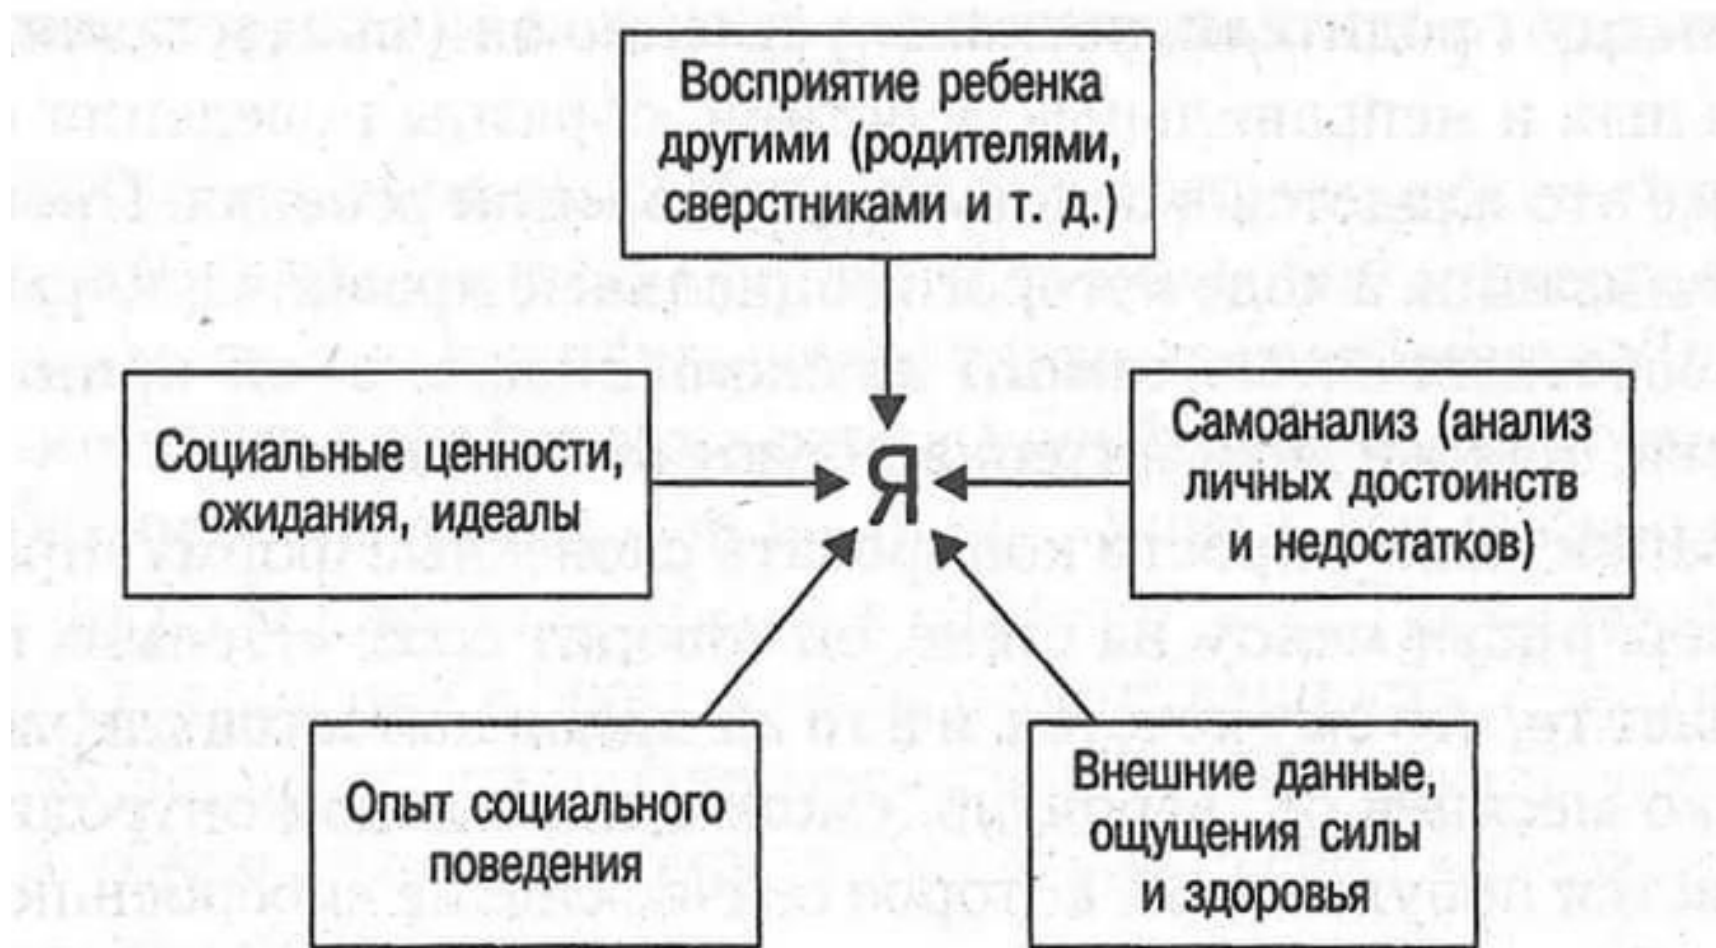 Восприятие ребенка
другими (родителями,
сверстниками и т. д.)
Социальные ценности,
ожидания, идеалы
Я
Самоанализ (анализ
личных достоинств
и недостатков)
Опыт социального
поведения
Внешние данные,
ощущения силы
и здоровья